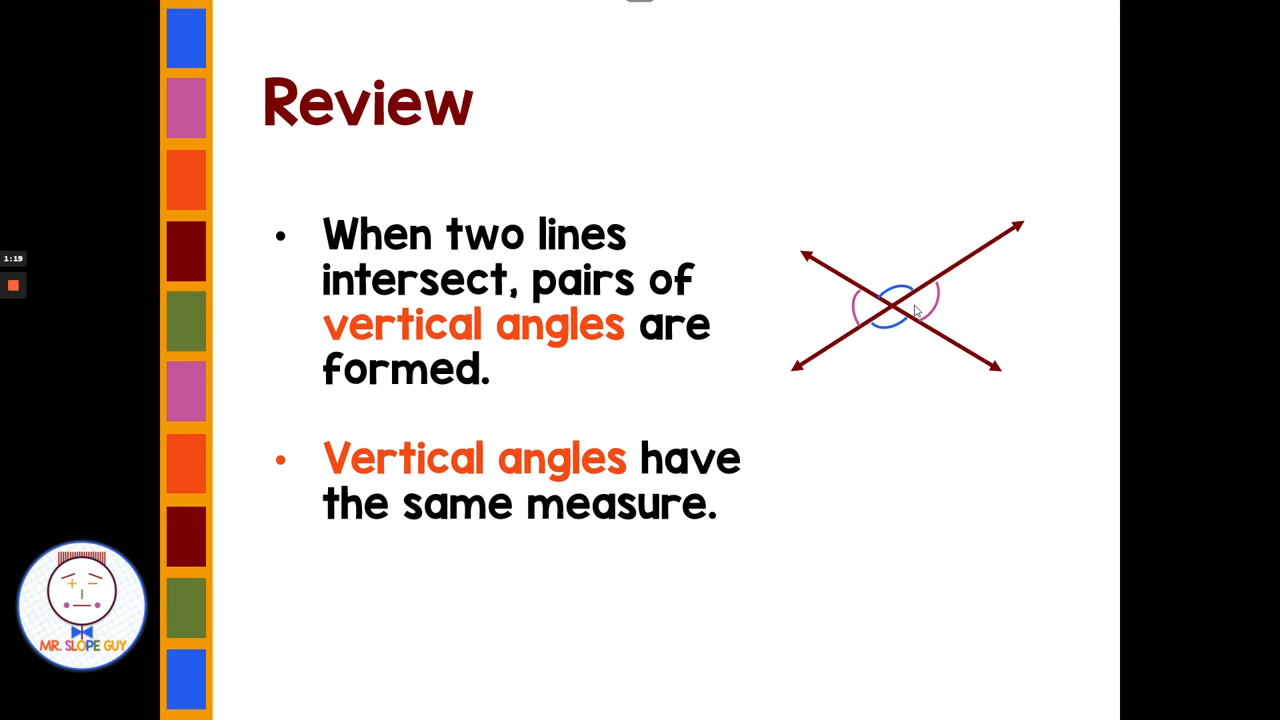 Review
• When two lines
intersect, pairs of
vertical angles are
formed.
• Vertical angles have
the same measure.
1:19
MR. SLOPE GUY